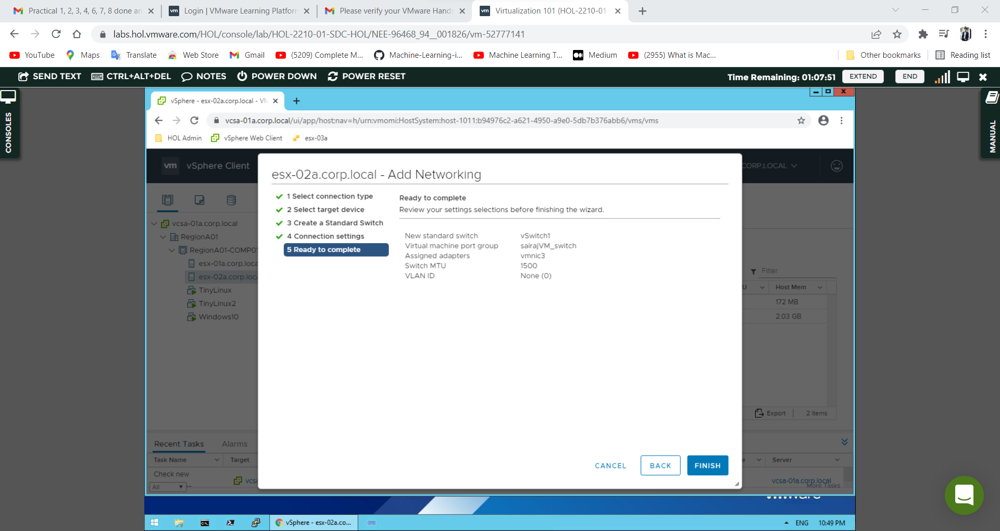 Practical 1, 2, 3, 4, 6, 7, 8 done an
Login | VMware Learning Platform
Please verify your VMware Hands
Virtualization 101 (HOL-2210-01-
labs.hol.vmware.com/HOL/console/lab/HOL-2210-01-SDC-HOL/NEE-96468_94__001826/vm-52777141
YouTube Maps Translate Web Store Gmail (5209) Complete M... Machine-Learning-i... Machine Learning T... Medium (2955) What is Mac... Other bookmarks Reading list
SEND TEXT CTRL+ALT+DEL NOTES POWER DOWN POWER RESET Time Remaining: 01:07:51 EXTEND END
CONSOLES
MANUAL
vSphere - esx-02a.corp.local - VM
vcsa-01a.corp.local/ui/app/host;nav=h/urn:vmomi:HostSystem:host-1011:b94976c2-a621-4950-a9e0-5db7b376abb6/vms/vms
HOL Admin vSphere Web Client esx-03a
vm vSphere Client
CORP.LOCAL
esx-02a.corp.local - Add Networking
1 Select connection type
2 Select target device
3 Create a Standard Switch
4 Connection settings
5 Ready to complete
Ready to complete
Review your settings selections before finishing the wizard.
New standard switch vSwitch1
Virtual machine port group sairajVM_switch
Assigned adapters vmnic3
Switch MTU 1500
VLAN ID None (0)
CANCEL BACK FINISH
vcsa-01a.corp.local
RegionA01
RegionA01-COMP01
esx-01a.corp.loca
esx-02a.corp.loc
TinyLinux
TinyLinux2
Windows10
Filter
U Host Mem
172 MB
2.03 GB
Export 2 items
Recent Tasks Alarms
Task Name Target
e Server
Check new
vcs
vcsa-01a.corp.local
All
More Tasks
vmware
vSphere - esx-02a.co...
ENG 10:49 PM